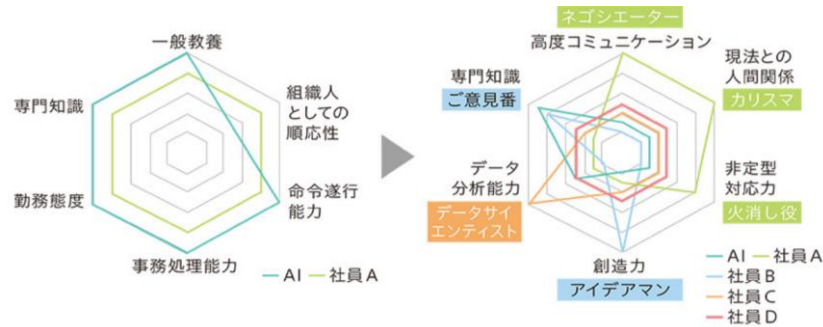 一般教養
組織人
としての
順応性
専門知識
勤務態度
命令遂行
能力
事務処理能力
AI
社員A
ネゴシエーター
高度コミュニケーション
現法との
人間関係
カリスマ
専門知識
ご意見番
データ
分析能力
データサイ
エンティスト
非定型
対応力
火消し役
創造力
アイデアマン
AI
社員A
社員B
社員C
社員D